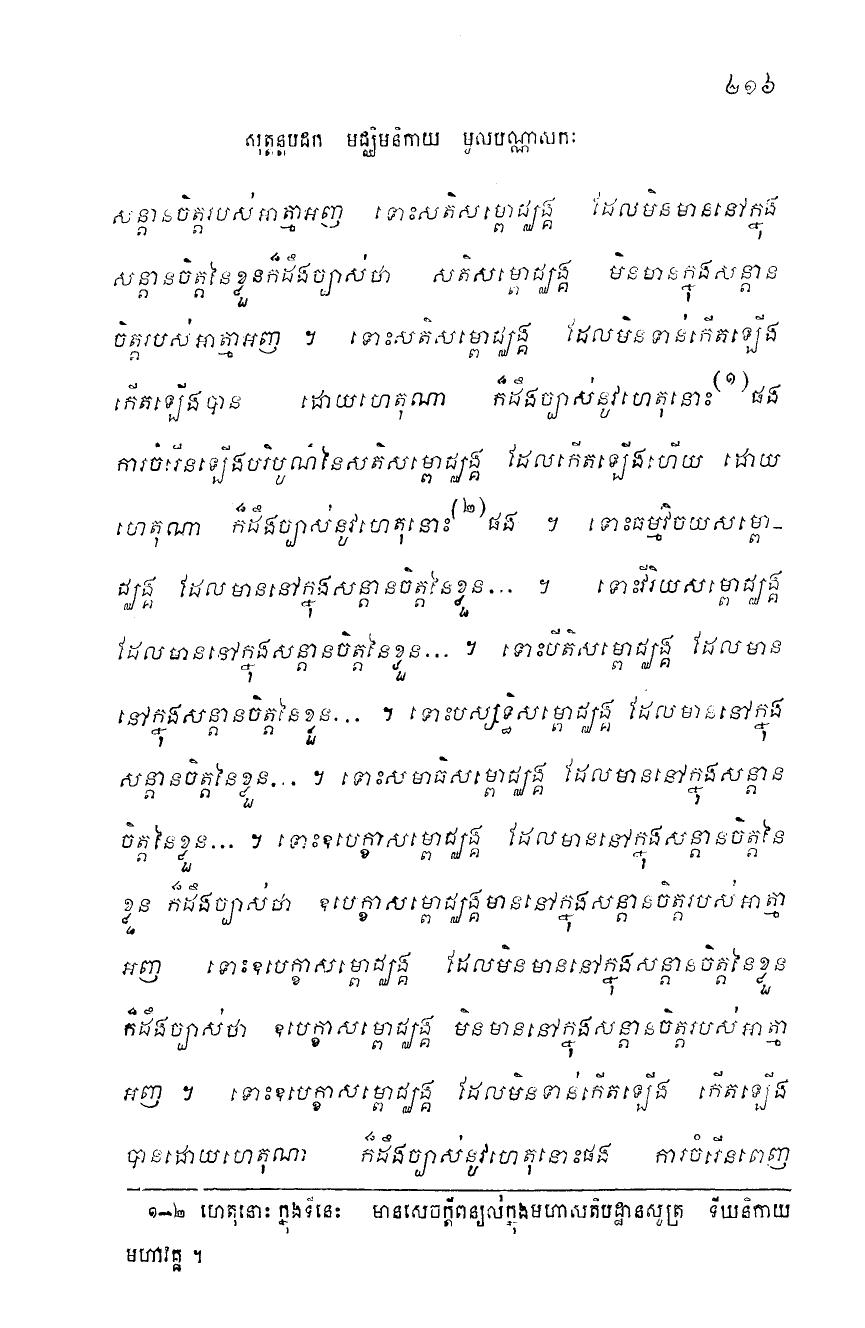 ២១៦
សុត្តន្តបិដក មជ្ឈិមនិកាយ មូលបណ្ណាសកៈ
សន្តានចិត្តរបស់អាត្មាអញ ទោះសតិសម្ពោជ្ឈង្គ ដែលមិនមាននៅក្នុង
សន្តានចិត្តនៃខ្លួនក៏ដឹងច្បាស់ថា សតិសម្ពោជ្ឈង្គ មិនមានក្នុងសន្តាន
ចិត្តរបស់អាត្មាអញ ។ ទោះសតិសម្ពោជ្ឈង្គ ដែលមិនទាន់កើតឡើង
កើតឡើងបាន ដោយហេតុណា ក៏ដឹងច្បាស់នូវហេតុនោះ(១)ផង
ការចំរើនឡើងបរិបូណ៌នៃសតិសម្ពោជ្ឈង្គ ដែលកើតឡើងហើយ ដោយ
ហេតុណា ក៏ដឹងច្បាស់នូវហេតុនោះ(២)ផង ។ ទោះធម្មវិចយសម្ពោ-
ជ្ឈង្គ ដែលមាននៅក្នុងសន្តានចិត្តនៃខ្លួន... ។ ទោះវីរិយសម្ពោជ្ឈង្គ
ដែលមាននៅក្នុងសន្តានចិត្តនៃខ្លួន... ។ ទោះបីតិសម្ពោជ្ឈង្គ ដែលមាន
នៅក្នុងសន្តានចិត្តនៃខ្លួន... ។ ទោះបស្សទ្ធិសម្ពោជ្ឈង្គ ដែលមាននៅក្នុង
សន្តានចិត្តនៃខ្លួន... ។ ទោះសមាធិសម្ពោជ្ឈង្គ ដែលមាននៅក្នុងសន្តាន
ចិត្តនៃខ្លួន... ។ ទោះឧបេក្ខាសម្ពោជ្ឈង្គ ដែលមាននៅក្នុងសន្តានចិត្តនៃ
ខ្លួន ក៏ដឹងច្បាស់ថា ឧបេក្ខាសម្ពោជ្ឈង្គមាននៅក្នុងសន្តានចិត្តរបស់អាត្មា
អញ ទោះឧបេក្ខាសម្ពោជ្ឈង្គ ដែលមិនមាននៅក្នុងសន្តានចិត្តនៃខ្លួន
ក៏ដឹងច្បាស់ថា ឧបេក្ខាសម្ពោជ្ឈង្គ មិនមាននៅក្នុងសន្តានចិត្តរបស់អាត្មា
អញ ។ ទោះឧបេក្ខាសម្ពោជ្ឈង្គ ដែលមិនទាន់កើតឡើង កើតឡើង
បានដោយហេតុណា ក៏ដឹងច្បាស់នូវហេតុនោះផង ការចំរើនពេញ
១-២ ហេតុនោះ ក្នុងទីនេះ មានសេចក្តីពន្យល់ក្នុងមហាសតិបដ្ឋានសូត្រ ទីឃនិកាយ
មហាវគ្គ ។